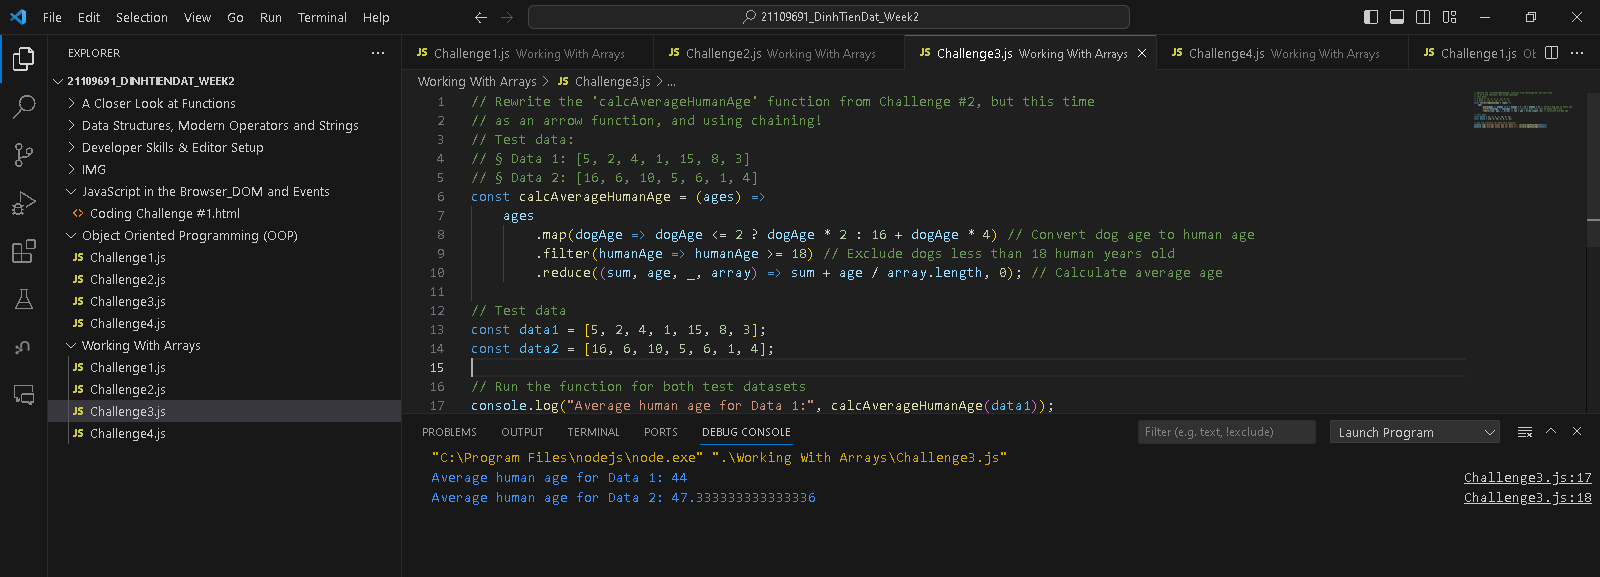 File Edit Selection View Go Run Terminal Help
21109691_DinhTienDat_Week2
EXPLORER
21109691_DINHTIENDAT_WEEK2
A Closer Look at Functions
Data Structures, Modern Operators and Strings
Developer Skills & Editor Setup
IMG
JavaScript in the Browser_DOM and Events
Coding Challenge #1.html
Object Oriented Programming (OOP)
JS Challenge1.js
JS Challenge2.js
JS Challenge3.js
JS Challenge4.js
Working With Arrays
JS Challenge1.js
JS Challenge2.js
JS Challenge3.js
JS Challenge4.js
JS Challenge1.js Working With Arrays
JS Challenge2.js Working With Arrays
JS Challenge3.js Working With Arrays
JS Challenge4.js Working With Arrays
JS Challenge1.js
Working With Arrays > JS Challenge3.js > ...
1 // Rewrite the 'calcAverageHumanAge' function from Challenge #2, but this time
2 // as an arrow function, and using chaining!
3 // Test data:
4 // § Data 1: [5, 2, 4, 1, 15, 8, 3]
5 // § Data 2: [16, 6, 10, 5, 6, 1, 4]
6 const calcAverageHumanAge = (ages) =>
7 ages
8 .map(dogAge => dogAge <= 2 ? dogAge * 2 : 16 + dogAge * 4) // Convert dog age to human age
9 .filter(humanAge => humanAge >= 18) // Exclude dogs less than 18 human years old
10 .reduce((sum, age, _, array) => sum + age / array.length, 0); // Calculate average age
11
12 // Test data
13 const data1 = [5, 2, 4, 1, 15, 8, 3];
14 const data2 = [16, 6, 10, 5, 6, 1, 4];
15
16 // Run the function for both test datasets
17 console.log("Average human age for Data 1:", calcAverageHumanAge(data1));
PROBLEMS OUTPUT TERMINAL PORTS DEBUG CONSOLE
Filter (e.g. text, !exclude)
Launch Program
"C:\Program Files\nodejs\node.exe" ".\Working With Arrays\Challenge3.js"
Average human age for Data 1: 44 Challenge3.js:17
Average human age for Data 2: 47.333333333333336 Challenge3.js:18